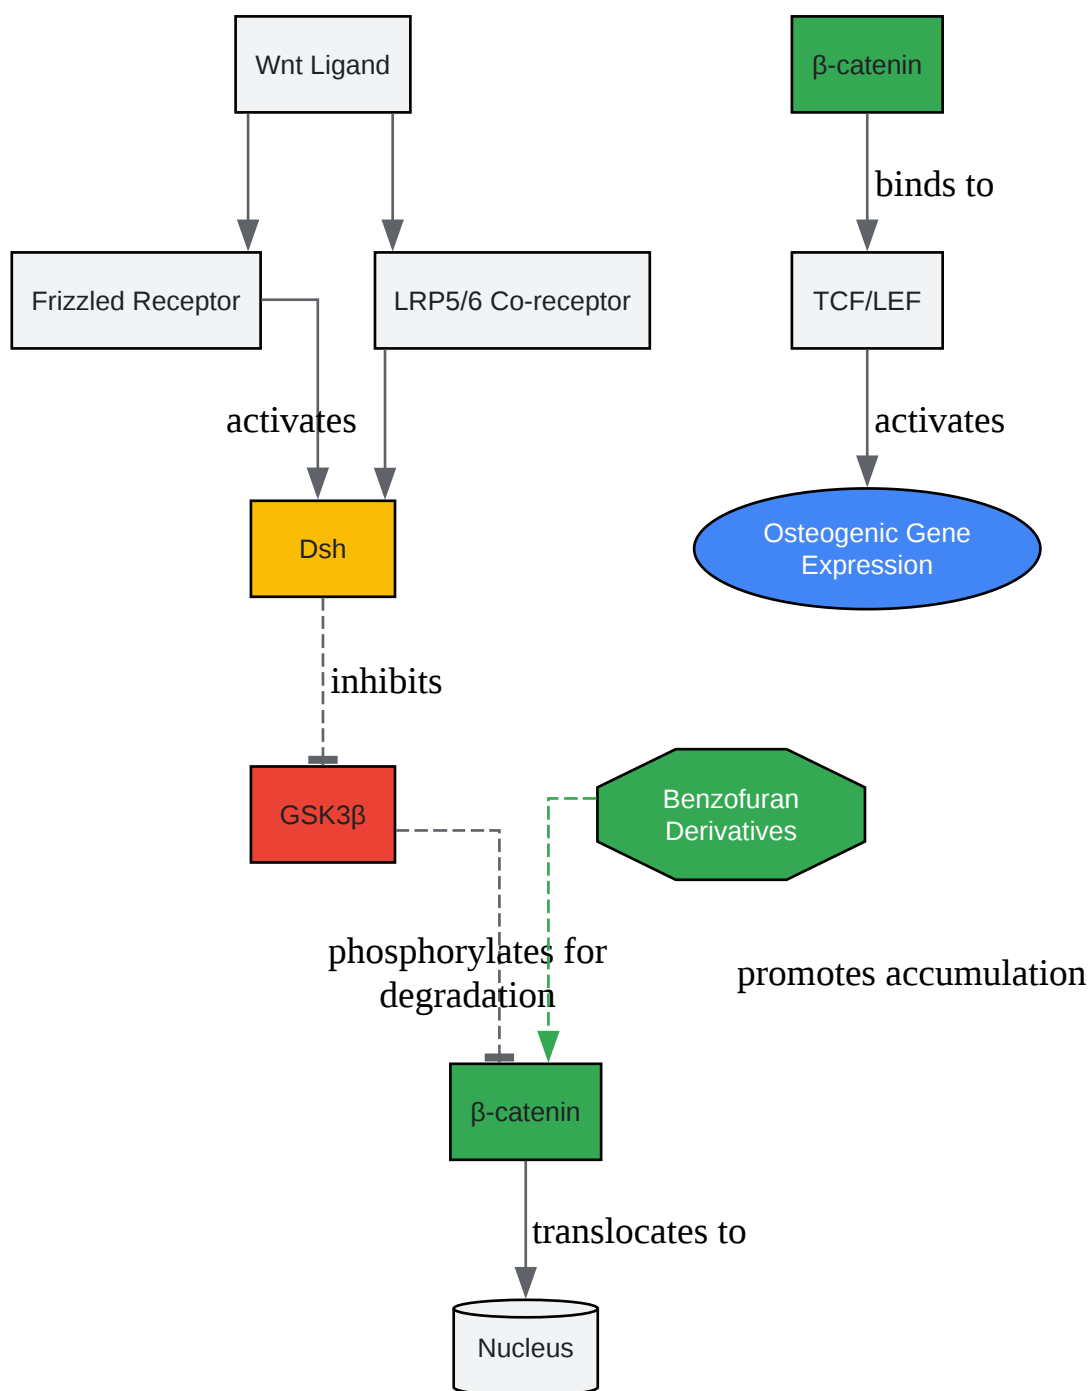 Wnt Ligand
β-catenin
binds to
Frizzled Receptor
LRP5/6 Co-receptor
TCF/LEF
activates
activates
Dsh
Osteogenic Gene
Expression
inhibits
GSK3β
Benzofuran
Derivatives
phosphorylates for
degradation
promotes accumulation
β-catenin
translocates to
Nucleus